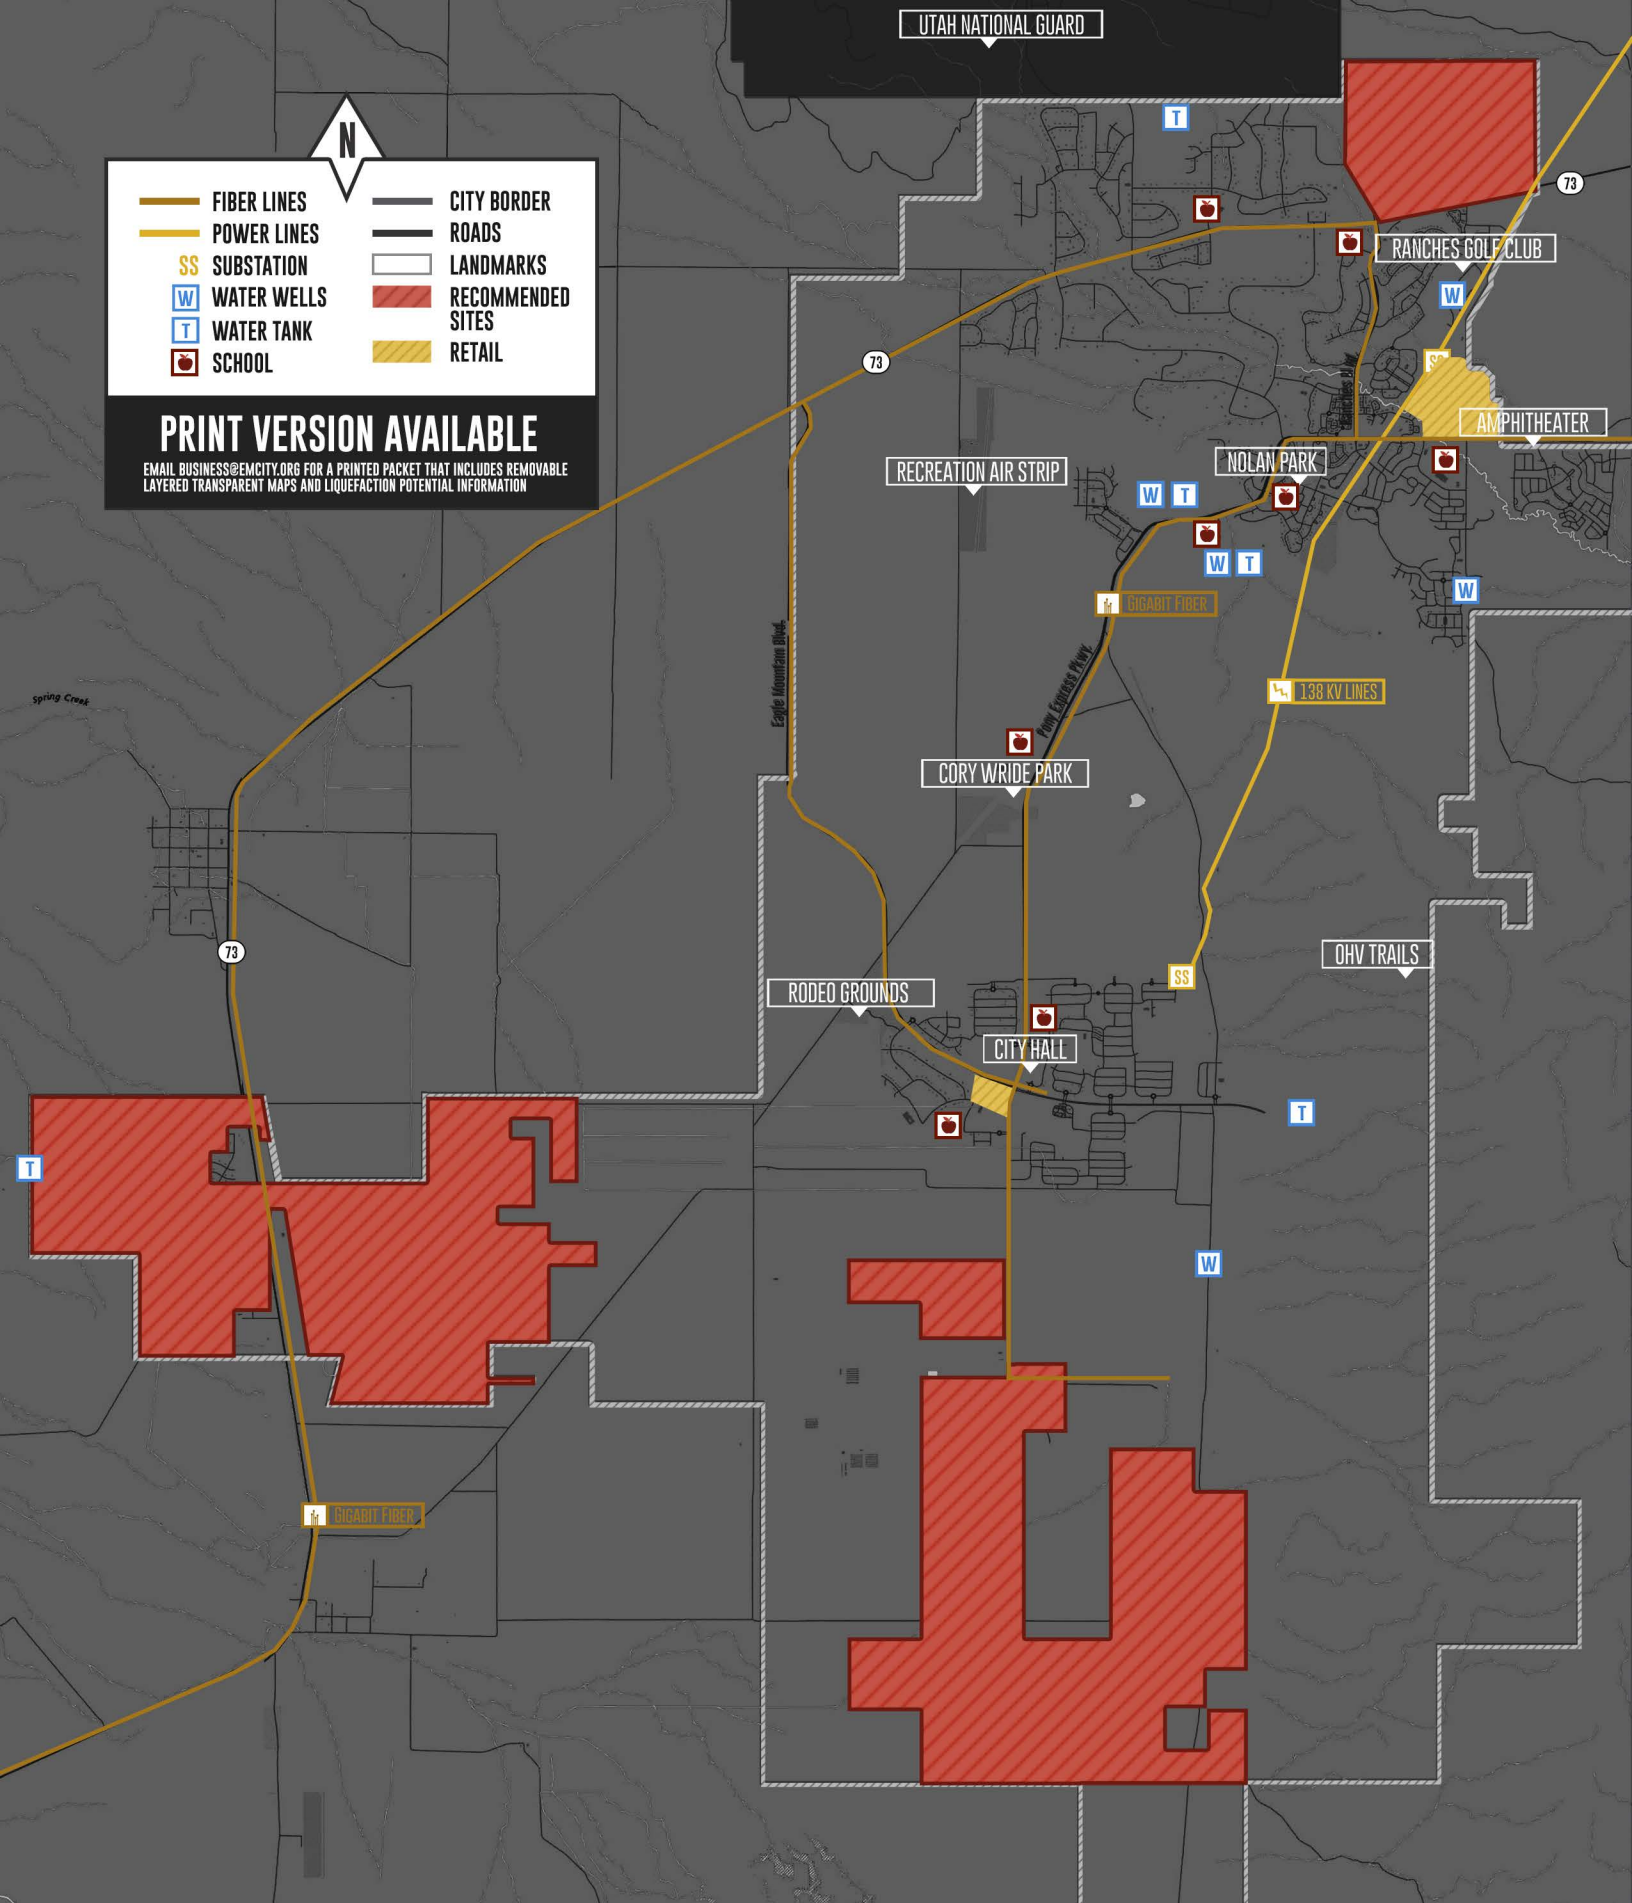 UTAH NATIONAL GUARD
T
N
FIBER LINES
POWER LINES
SS SUBSTATION
W WATER WELLS
T WATER TANK
SCHOOL
CITY BORDER
ROADS
LANDMARKS
RECOMMENDED
SITES
RETAIL
PRINT VERSION AVAILABLE
EMAIL BUSINESS@EMCITY.ORG FOR A PRINTED PACKET THAT INCLUDES REMOVABLE
LAYERED TRANSPARENT MAPS AND LIQUEFACTION POTENTIAL INFORMATION
73
RANCHES GOLF CLUB
W
73
SS
AMPHITHEATER
NOLAN PARK
RECREATION AIR STRIP
W T
W T
W
GIGABIT FIBER
Eagle Mountain Blvd.
Pony Express Pkwy.
138 KV LINES
Spring Creek
CORY WRIDE PARK
73
OHV TRAILS
SS
RODEO GROUNDS
CITY HALL
T
T
W
GIGABIT FIBER